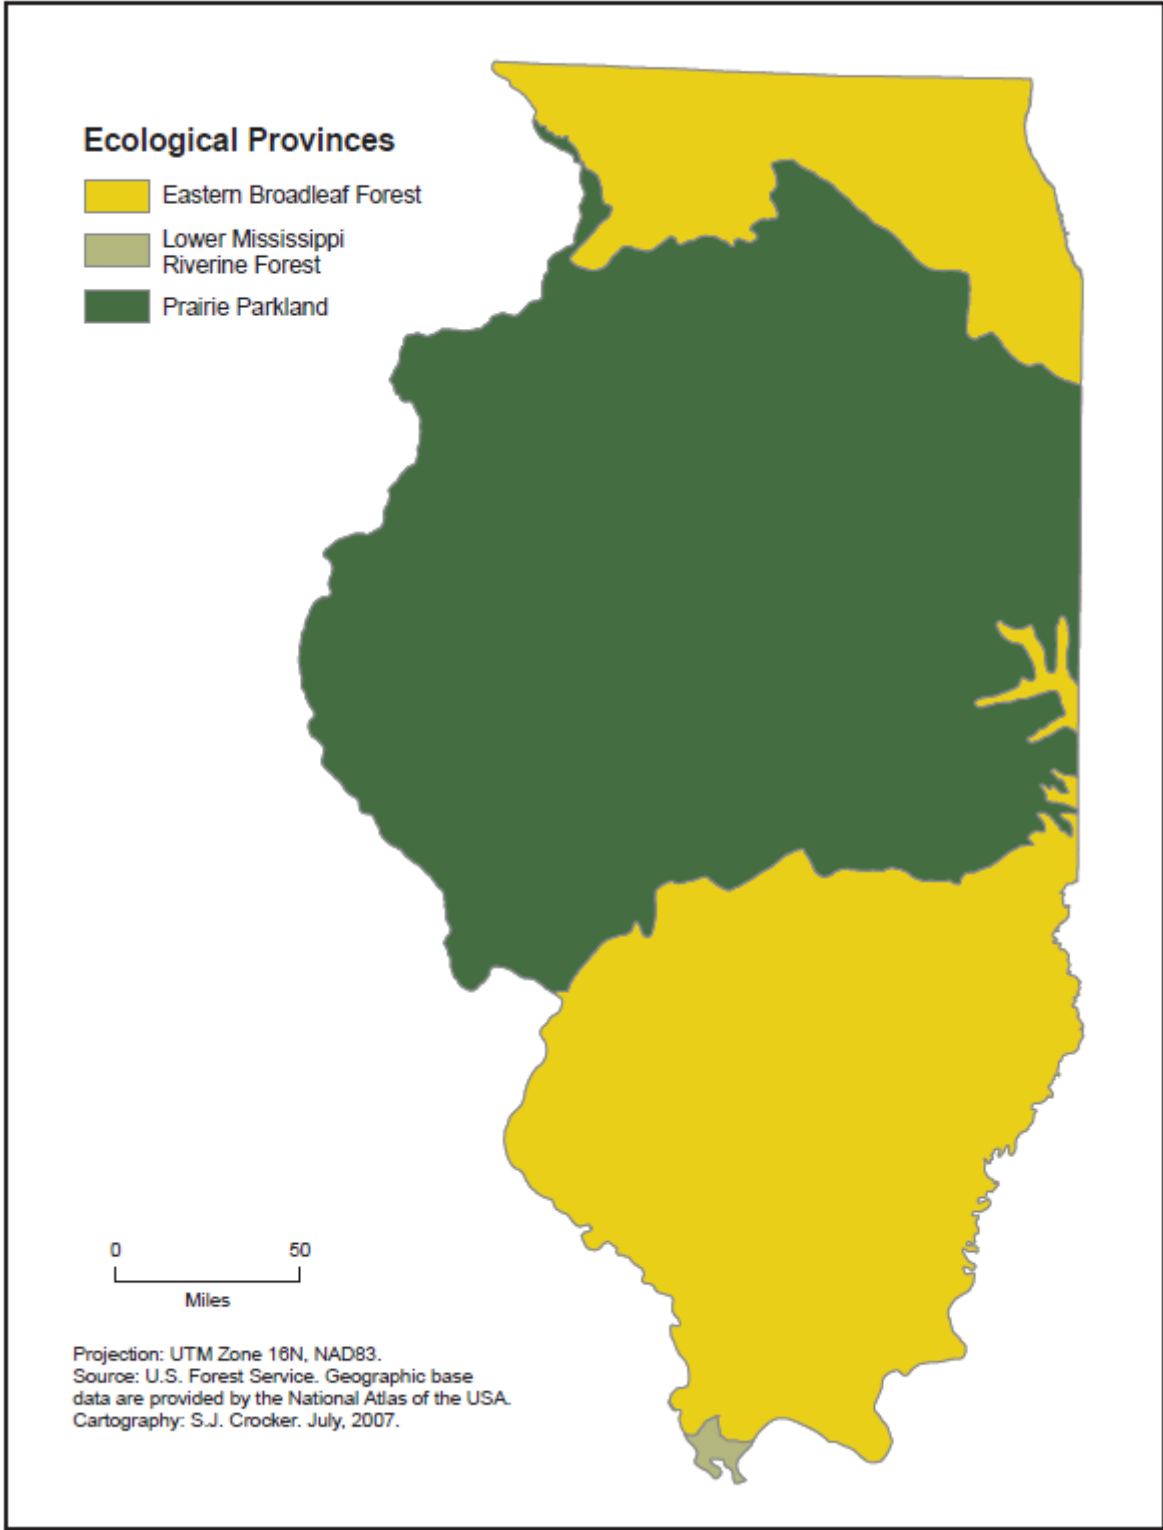 Ecological Provinces
Eastern Broadleaf Forest
Lower Mississippi
Riverine Forest
Prairie Parkland
0 50
Miles
Projection: UTM Zone 16N, NAD83.
Source: U.S. Forest Service. Geographic base
data are provided by the National Atlas of the USA.
Cartography: S.J. Crocker. July, 2007.